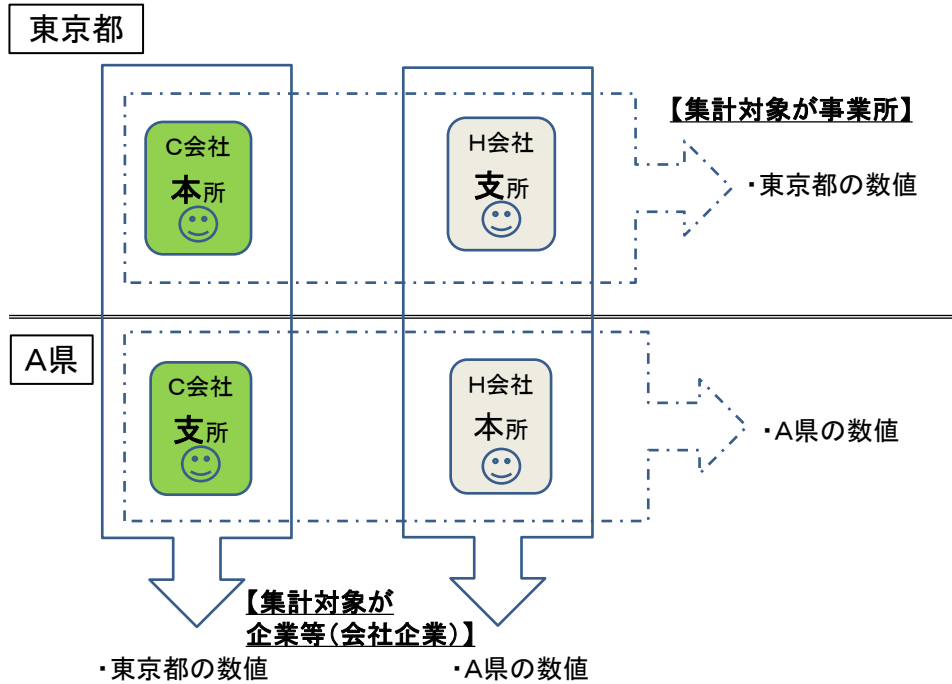 東京都
【集計対象が事業所】
C会社
本所
H会社
支所
・東京都の数値
A県
C会社
支所
H会社
本所
・A県の数値
【集計対象が
企業等(会社企業)】
・東京都の数値
・A県の数値